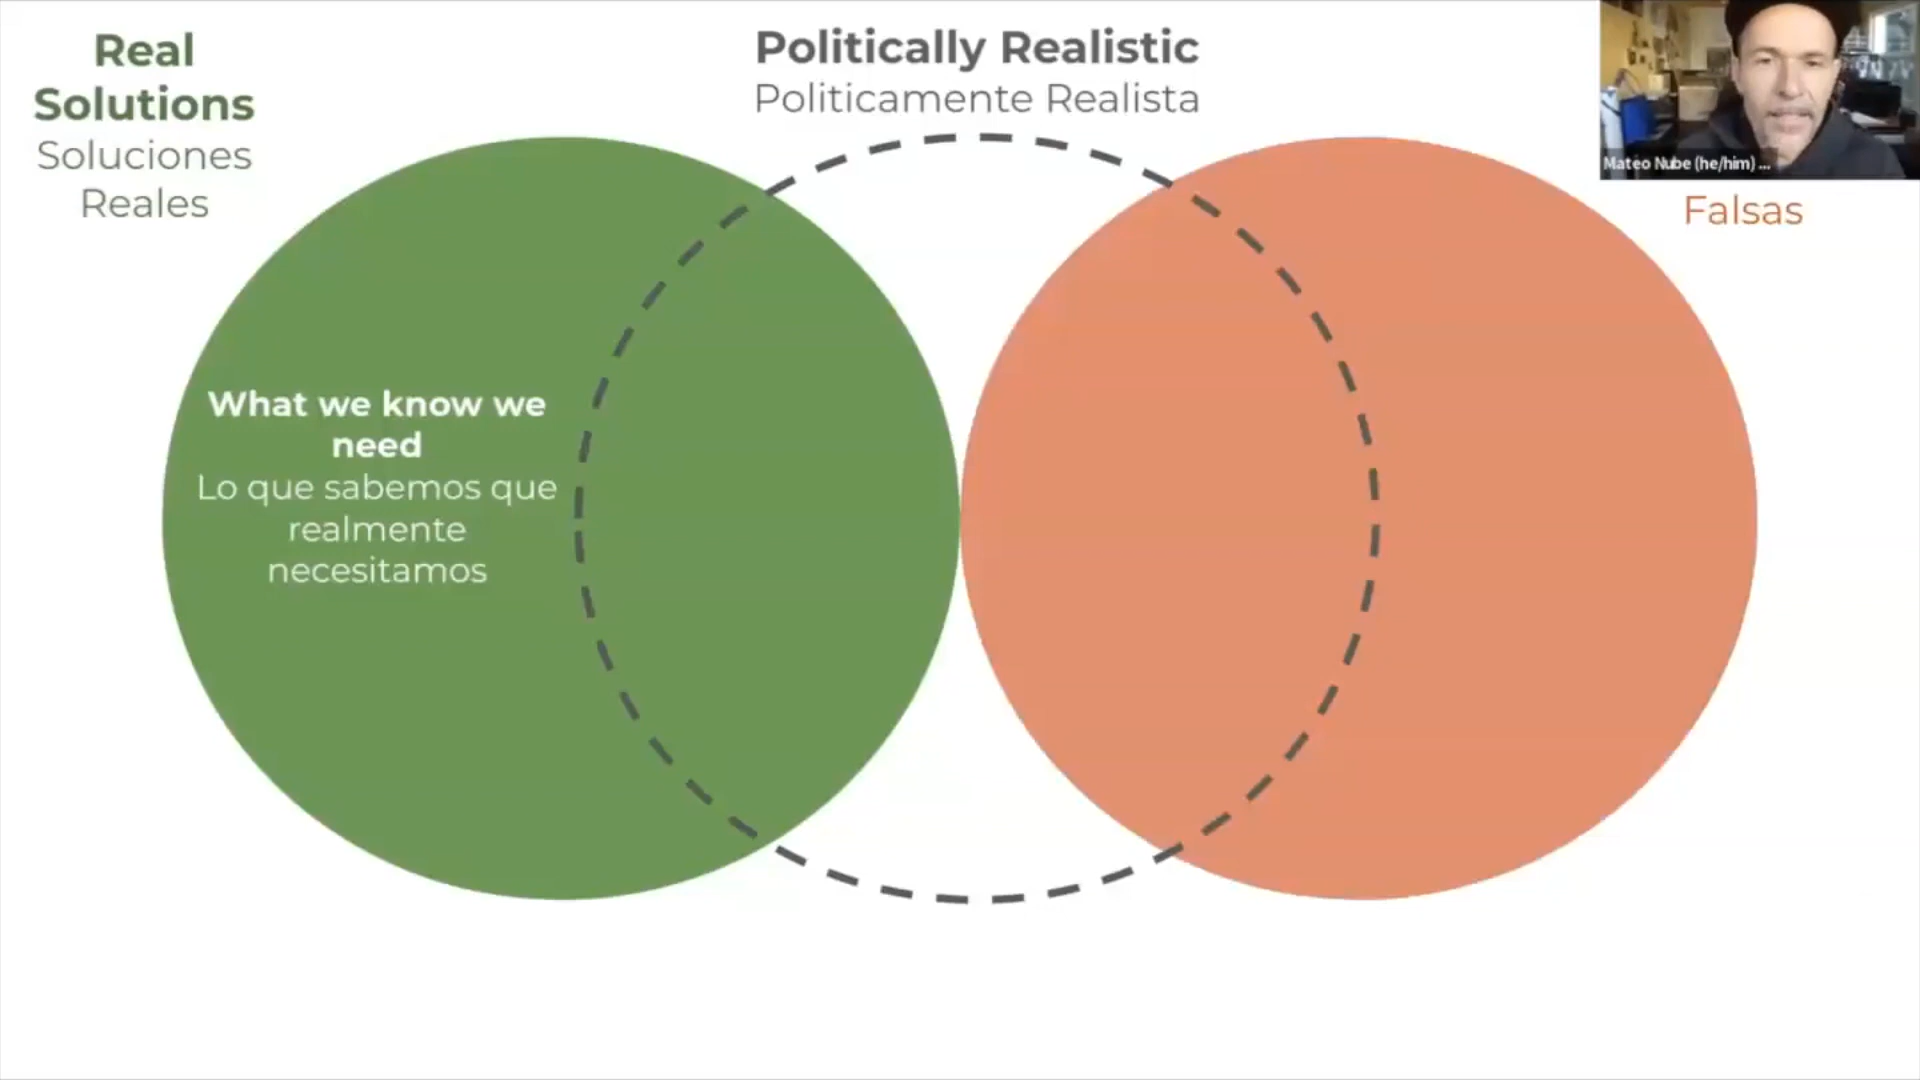 Real
Solutions
Soluciones
Reales
Politically Realistic
Politicamente Realista
Mateo Nube (he/him) ...
Falsas
What we know we
need
Lo que sabemos que
realmente
necesitamos